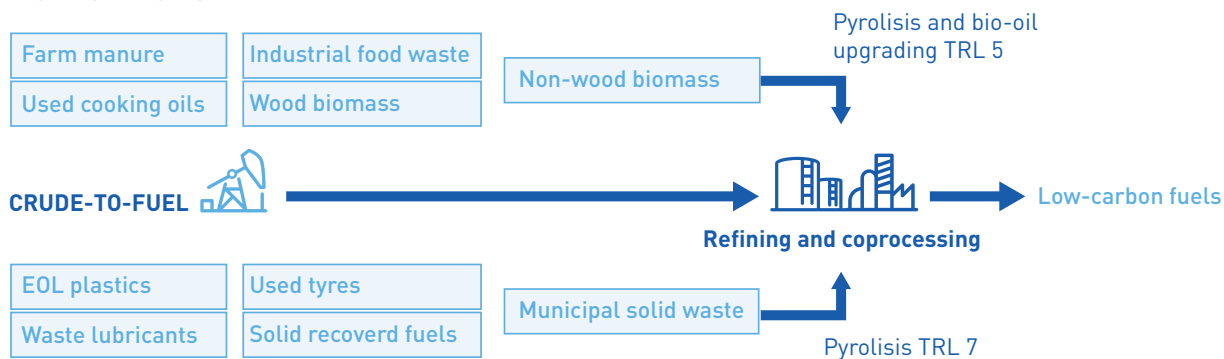 Farm manure
Industrial food waste
Used cooking oils
Wood biomass
Non-wood biomass
Pyrolisis and bio-oil
upgrading TRL 5
CRUDE-TO-FUEL
Refining and coprocessing
Low-carbon fuels
EOL plastics
Used tyres
Waste lubricants
Solid recoverd fuels
Municipal solid waste
Pyrolisis TRL 7